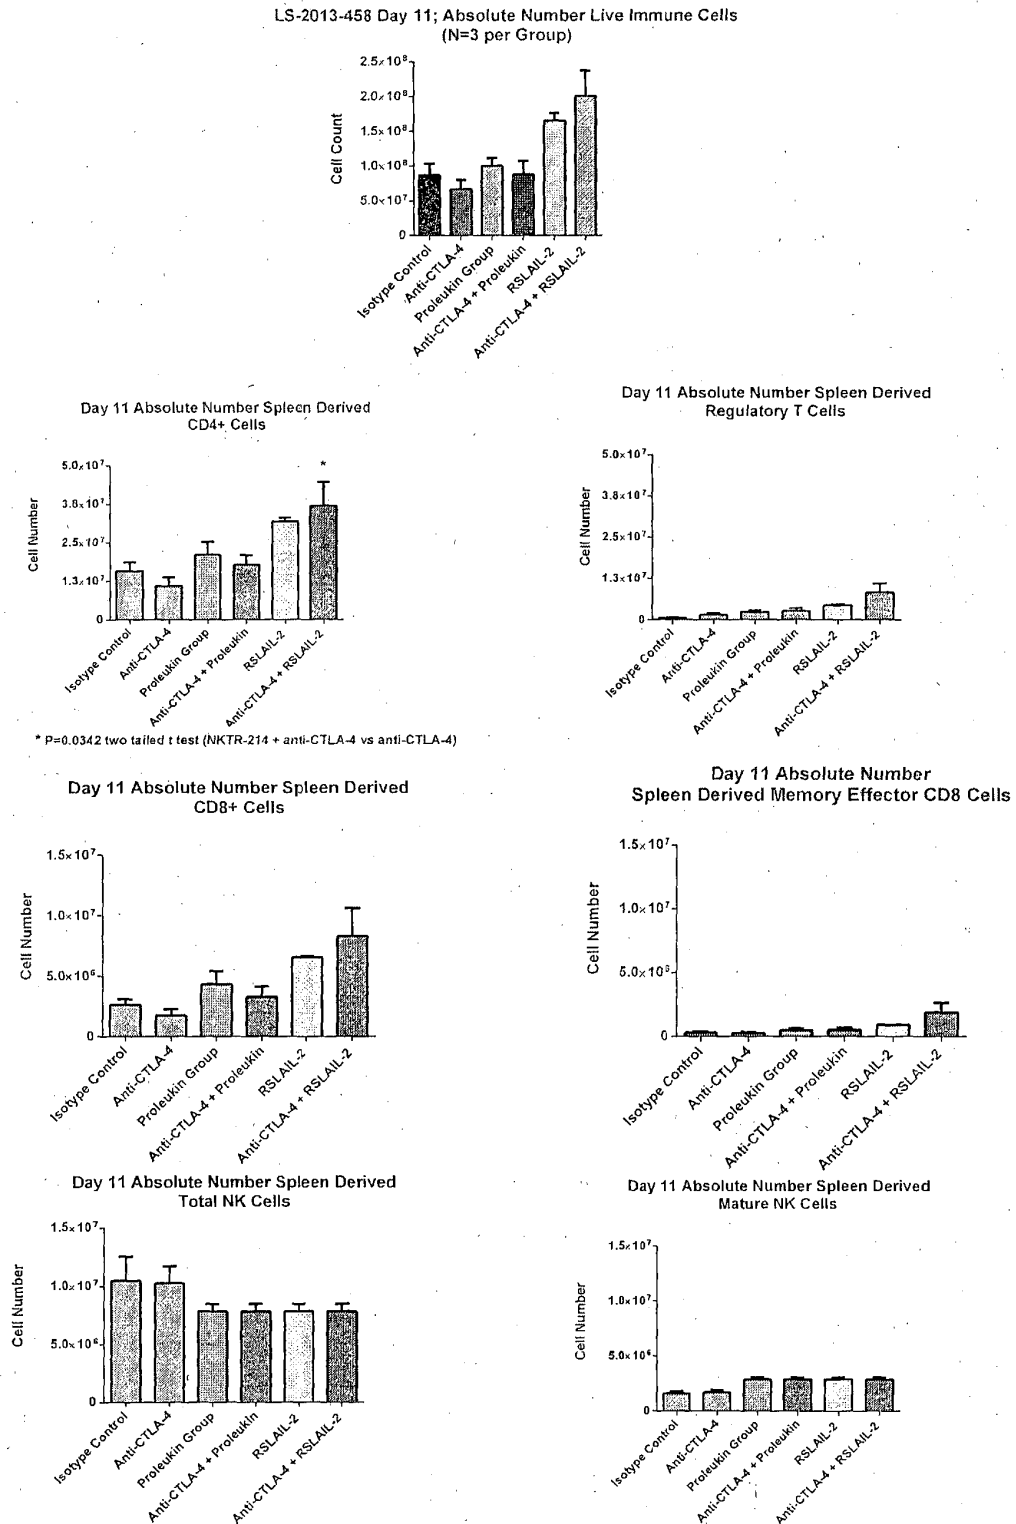 LS-2013-458 Day 11; Absolute Number Live Immune Cells
(N=3 per Group)
2.5×10⁸
2.0×10⁸
1.5×10⁸
1.0×10⁸
5.0×10⁷
0
Cell Count
Isotype Control
Anti-CTLA-4
Proleukin Group
Anti-CTLA-4 + Proleukin
RSLAIL-2
Anti-CTLA-4 + RSLAIL-2
Day 11 Absolute Number Spleen Derived
CD4+ Cells
5.0×10⁷
3.8×10⁷
2.5×10⁷
1.3×10⁷
0
Cell Number
*
Isotype Control
Anti-CTLA-4
Proleukin Group
Anti-CTLA-4 + Proleukin
RSLAIL-2
Anti-CTLA-4 + RSLAIL-2
* P=0.0342 two tailed t test (NKTR-214 + anti-CTLA-4 vs anti-CTLA-4)
Day 11 Absolute Number Spleen Derived
Regulatory T Cells
5.0×10⁷
3.8×10⁷
2.5×10⁷
1.3×10⁷
0
Cell Number
Isotype Control
Anti-CTLA-4
Proleukin Group
Anti-CTLA-4 + Proleukin
RSLAIL-2
Anti-CTLA-4 + RSLAIL-2
Day 11 Absolute Number Spleen Derived
CD8+ Cells
1.5×10⁷
1.0×10⁷
5.0×10⁶
0
Cell Number
Isotype Control
Anti-CTLA-4
Proleukin Group
Anti-CTLA-4 + Proleukin
RSLAIL-2
Anti-CTLA-4 + RSLAIL-2
Day 11 Absolute Number
Spleen Derived Memory Effector CD8 Cells
1.5×10⁷
1.0×10⁷
5.0×10⁶
0
Cell Number
Isotype Control
Anti-CTLA-4
Proleukin Group
Anti-CTLA-4 + Proleukin
RSLAIL-2
Anti-CTLA-4 + RSLAIL-2
Day 11 Absolute Number Spleen Derived
Total NK Cells
1.5×10⁷
1.0×10⁷
5.0×10⁶
0
Cell Number
Isotype Control
Anti-CTLA-4
Proleukin Group
Anti-CTLA-4 + Proleukin
RSLAIL-2
Anti-CTLA-4 + RSLAIL-2
Day 11 Absolute Number Spleen Derived
Mature NK Cells
1.5×10⁷
1.0×10⁷
5.0×10⁶
0
Cell Number
Isotype Control
Anti-CTLA-4
Proleukin Group
Anti-CTLA-4 + Proleukin
RSLAIL-2
Anti-CTLA-4 + RSLAIL-2